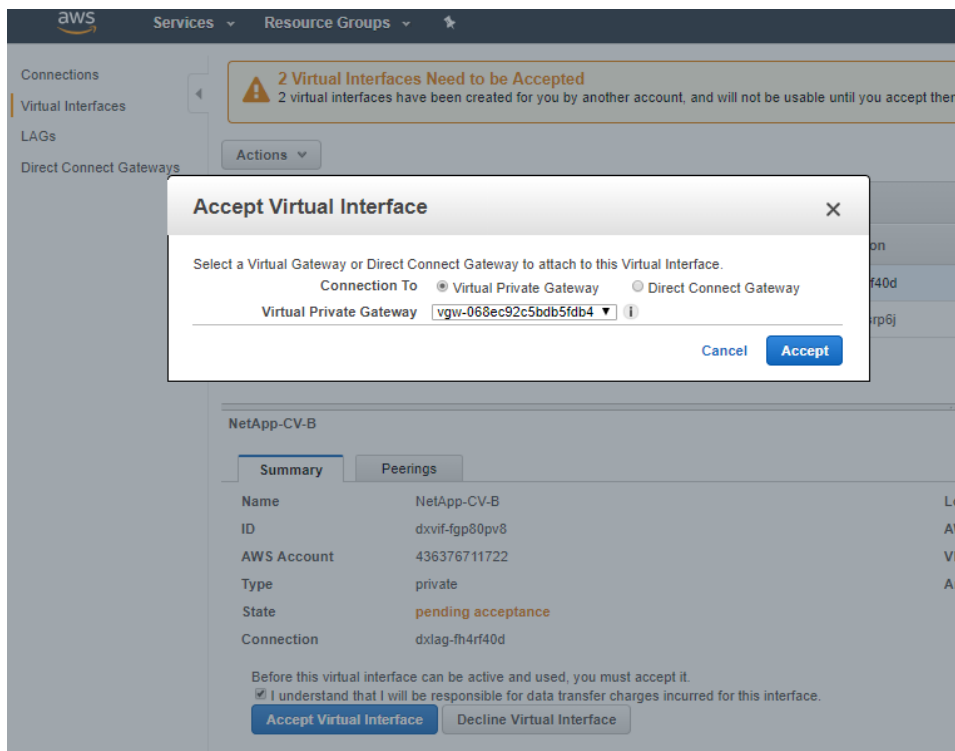 aws Services Resource Groups
Connections
Virtual Interfaces
LAGs
Direct Connect Gateways
2 Virtual Interfaces Need to be Accepted
2 virtual interfaces have been created for you by another account, and will not be usable until you accept
Actions
Accept Virtual Interface
Select a Virtual Gateway or Direct Connect Gateway to attach to this Virtual Interface.
Connection To Virtual Private Gateway Direct Connect Gateway
Virtual Private Gateway vgw-068ec92c5bdb5fdb4
Cancel Accept
NetApp-CV-B
Summary Peerings
Name NetApp-CV-B
ID dxvif-fgp80pv8
AWS Account 436376711722
Type private
State pending acceptance
Connection dxlag-fh4rf40d
Before this virtual interface can be active and used, you must accept it.
I understand that I will be responsible for data transfer charges incurred for this interface.
Accept Virtual Interface Decline Virtual Interface